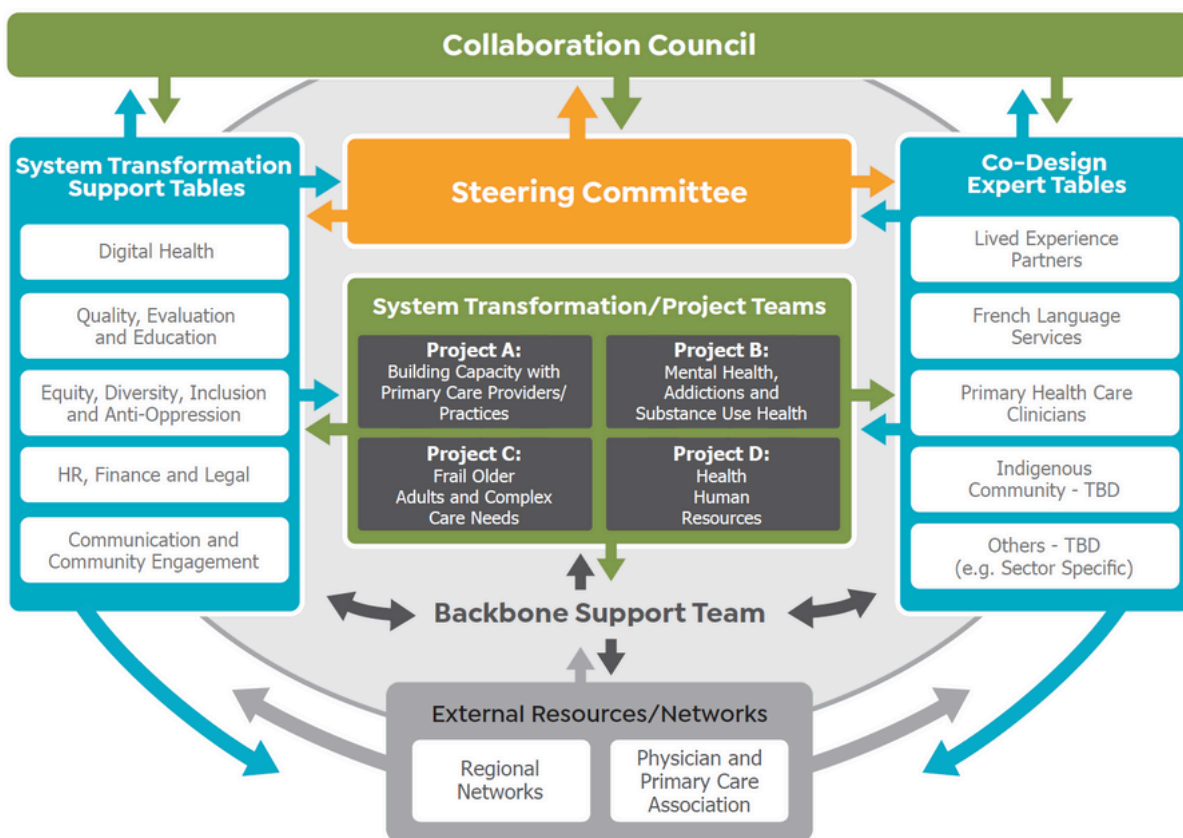 Collaboration Council
System Transformation
Support Tables
Digital Health
Quality, Evaluation
and Education
Equity, Diversity, Inclusion
and Anti-Oppression
HR, Finance and Legal
Communication and
Community Engagement
Steering Committee
System Transformation/Project Teams
Project A:
Building Capacity with
Primary Care Providers/
Practices
Project B:
Mental Health,
Addictions and
Substance Use Health
Project C:
Frail Older
Adults and Complex
Care Needs
Project D:
Health
Human
Resources
Backbone Support Team
Co-Design
Expert Tables
Lived Experience
Partners
French Language
Services
Primary Health Care
Clinicians
Indigenous
Community - TBD
Others - TBD
(e.g. Sector Specific)
External Resources/Networks
Regional
Networks
Physician and
Primary Care
Association